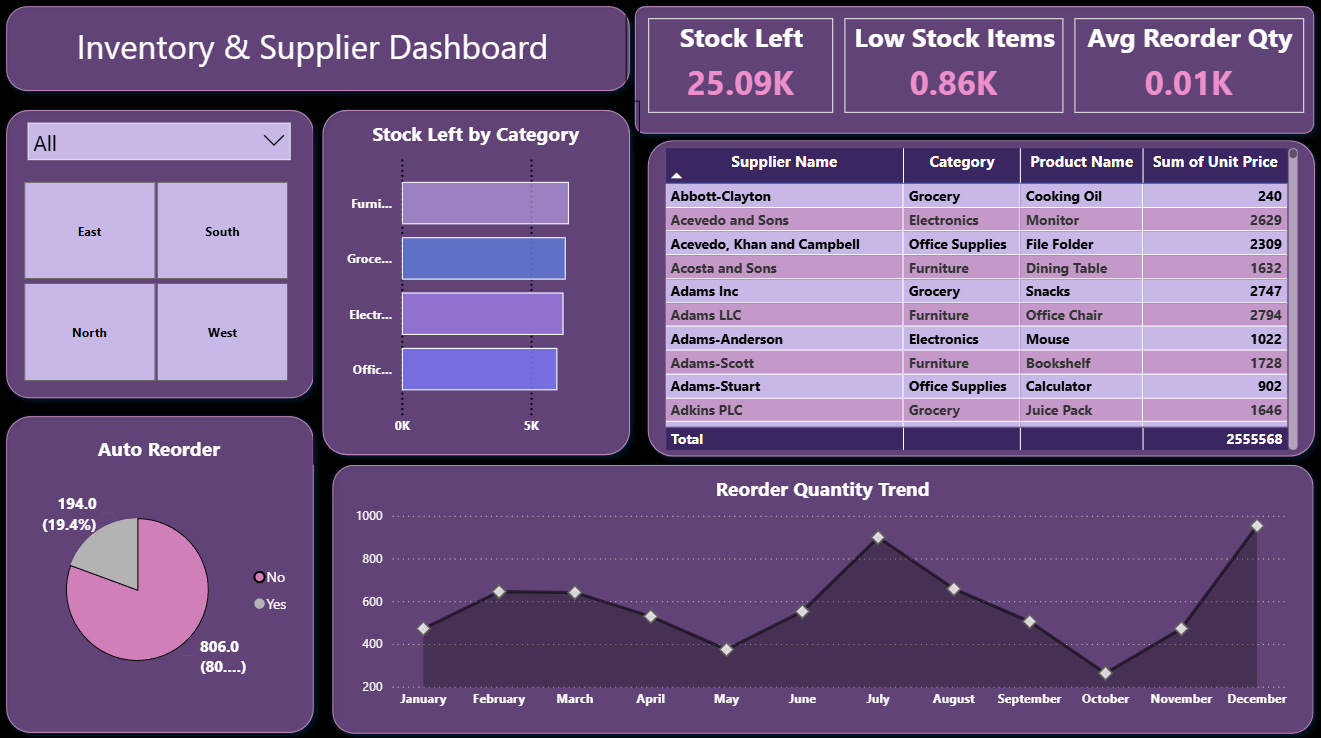 Inventory & Supplier Dashboard
Stock Left
25.09K
Low Stock Items
0.86K
Avg Reorder Qty
0.01K
All
East
South
North
West
Stock Left by Category
Furni...
Groce...
Electr...
Offic...
0K 5K
Supplier Name Category Product Name Sum of Unit Price
Abbott-Clayton Grocery Cooking Oil 240
Acevedo and Sons Electronics Monitor 2629
Acevedo, Khan and Campbell Office Supplies File Folder 2309
Acosta and Sons Furniture Dining Table 1632
Adams Inc Grocery Snacks 2747
Adams LLC Furniture Office Chair 2794
Adams-Anderson Electronics Mouse 1022
Adams-Scott Furniture Bookshelf 1728
Adams-Stuart Office Supplies Calculator 902
Adkins PLC Grocery Juice Pack 1646
Total 2555568
Auto Reorder
194.0
(19.4%)
No
Yes
806.0
(80....)
Reorder Quantity Trend
1000
800
600
400
200
January February March April May June July August September October November December